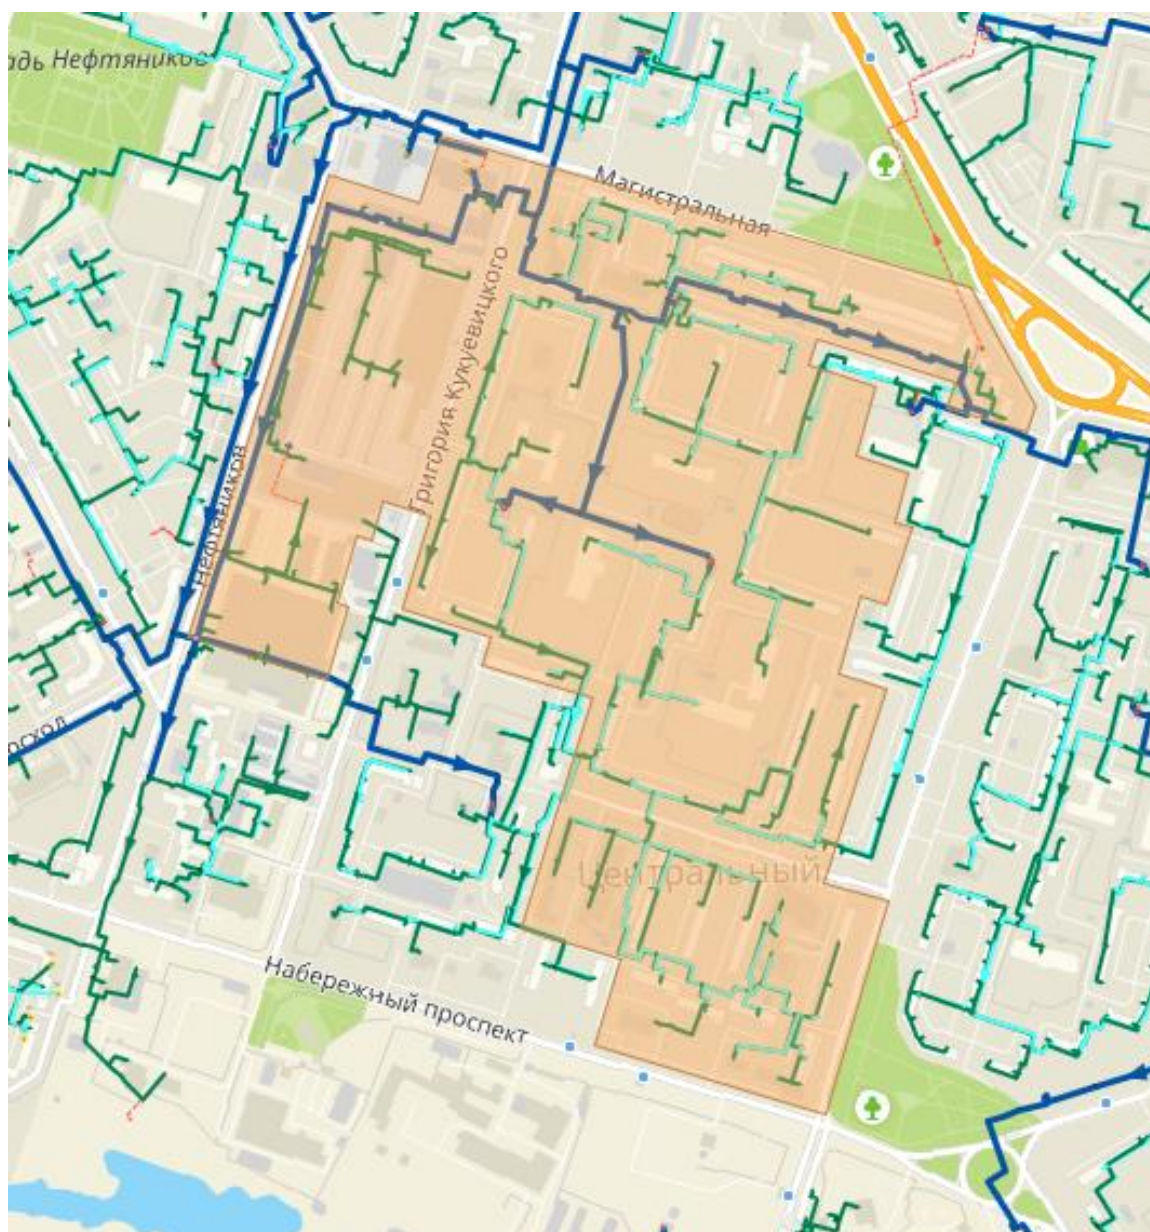 адь Нефтяников
Магистральная
Григория Кукуевицкого
Нефтяников
осход
Центральный
Набережный проспект